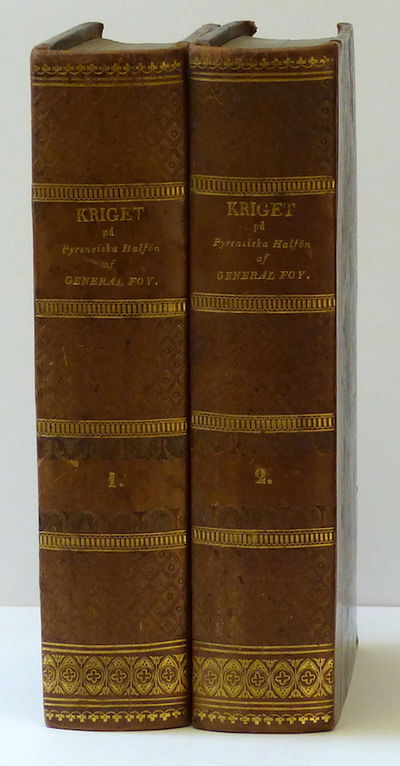 KRIGET
på
Pyreneiska Halfön
af
GENERAL FOY.
1.
KRIGET
på
Pyreneiska Halfön
af
GENERAL FOY.
2.